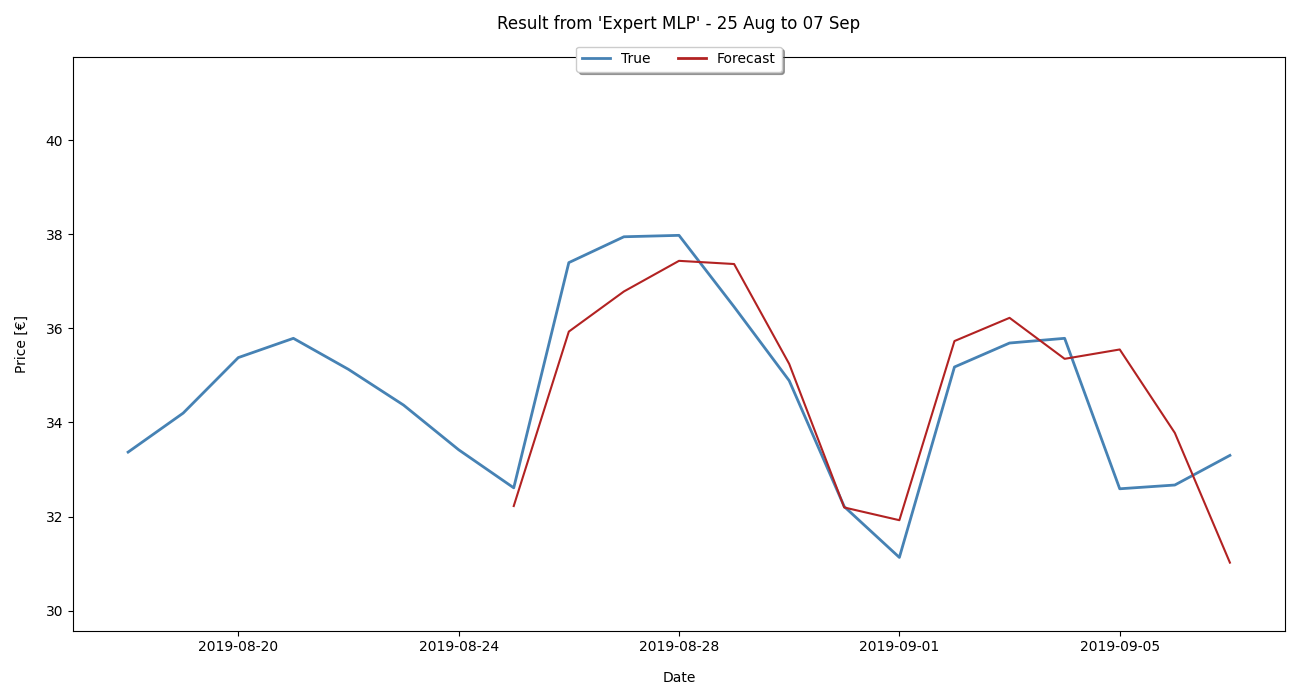 Result from 'Expert MLP' - 25 Aug to 07 Sep
True Forecast
40
38
36
34
32
30
Price [€]
2019-08-20 2019-08-24 2019-08-28 2019-09-01 2019-09-05
Date